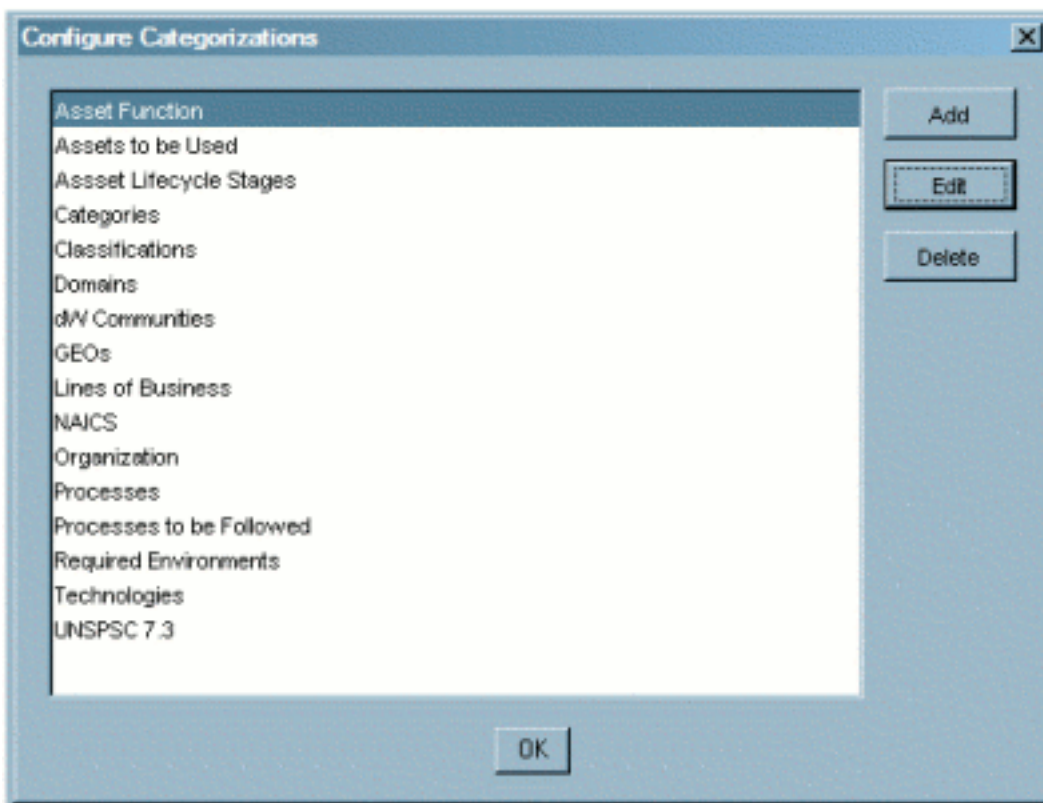 Configure Categorizations
Asset Function
Assets to be Used
Assset Lifecycle Stages
Categories
Classifications
Domains
dW Communities
GEOs
Lines of Business
NAICS
Organization
Processes
Processes to be Followed
Required Environments
Technologies
UNSPSC 7.3
Add
Edit
Delete
OK